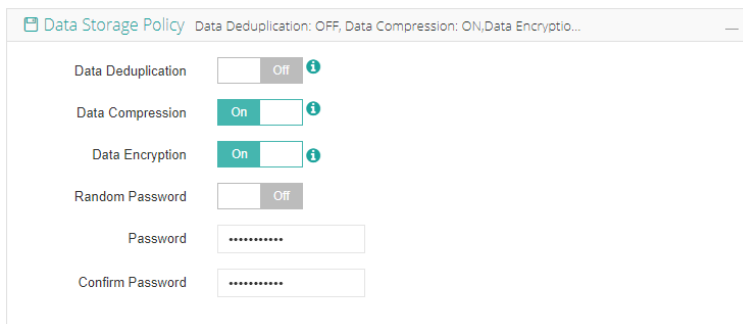 Data Storage Policy Data Deduplication: OFF, Data Compression: ON,Data Encryptio...
Data Deduplication Off
Data Compression On
Data Encryption On
Random Password Off
Password •••••••••••
Confirm Password •••••••••••